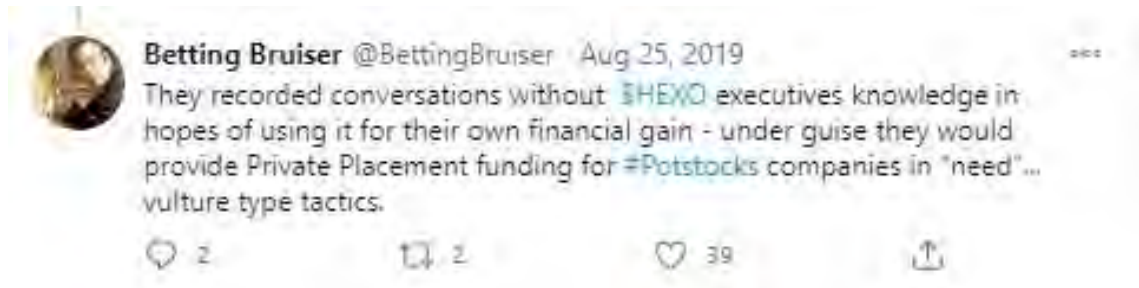 Betting Bruiser @BettingBruiser · Aug 25, 2019
They recorded conversations without $HEXO executives knowledge in
hopes of using it for their own financial gain - under guise they would
provide Private Placement funding for #Potstocks companies in "need"...
vulture type tactics.
2 2 39